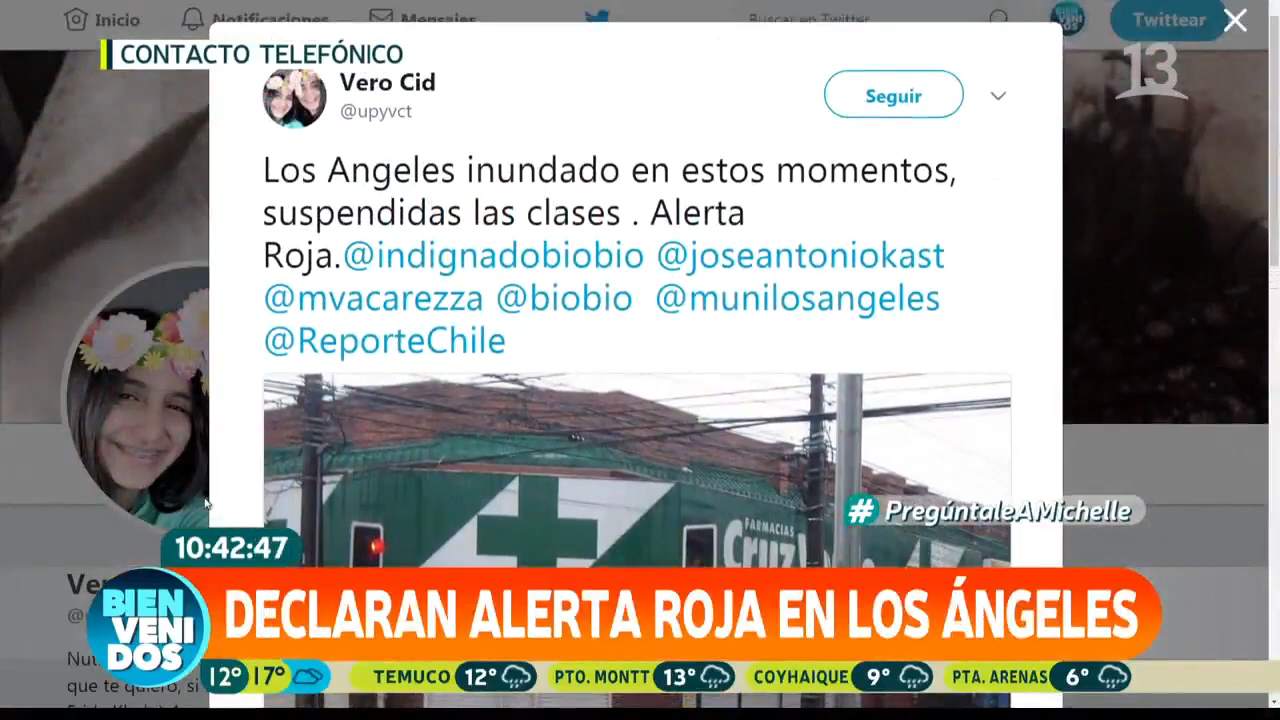 Inicio
Notificaciones
Mensajes
Buscar en Twitter
Twittear
CONTACTO TELEFÓNICO
13
Vero Cid
@upyvct
Seguir
Los Angeles inundado en estos momentos,
suspendidas las clases . Alerta
Roja.@indignadobiobio @joseantoniokast
@mvacarezza @biobio @munilosangeles
@ReporteChile
FARMACIAS
Cruz
# PregúntaleAMichelle
10:42:47
BIEN
VENI
DOS
DECLARAN ALERTA ROJA EN LOS ÁNGELES
12° 17° TEMUCO 12° PTO. MONTT 13° COYHAIQUE 9° PTA. ARENAS 6°
que te quiero, si